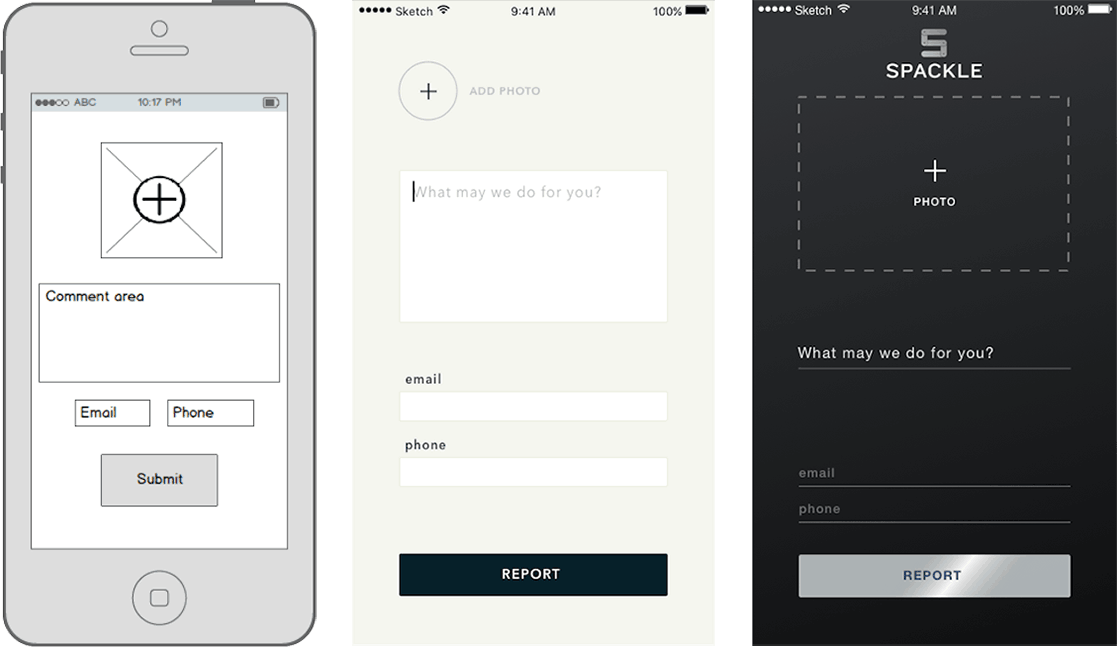 ABC 10:17 PM
Comment area
Email Phone
Submit
Sketch 9:41 AM 100%
ADD PHOTO
What may we do for you?
email
phone
REPORT
Sketch 9:41 AM 100%
S
SPACKLE
PHOTO
What may we do for you?
email
phone
REPORT